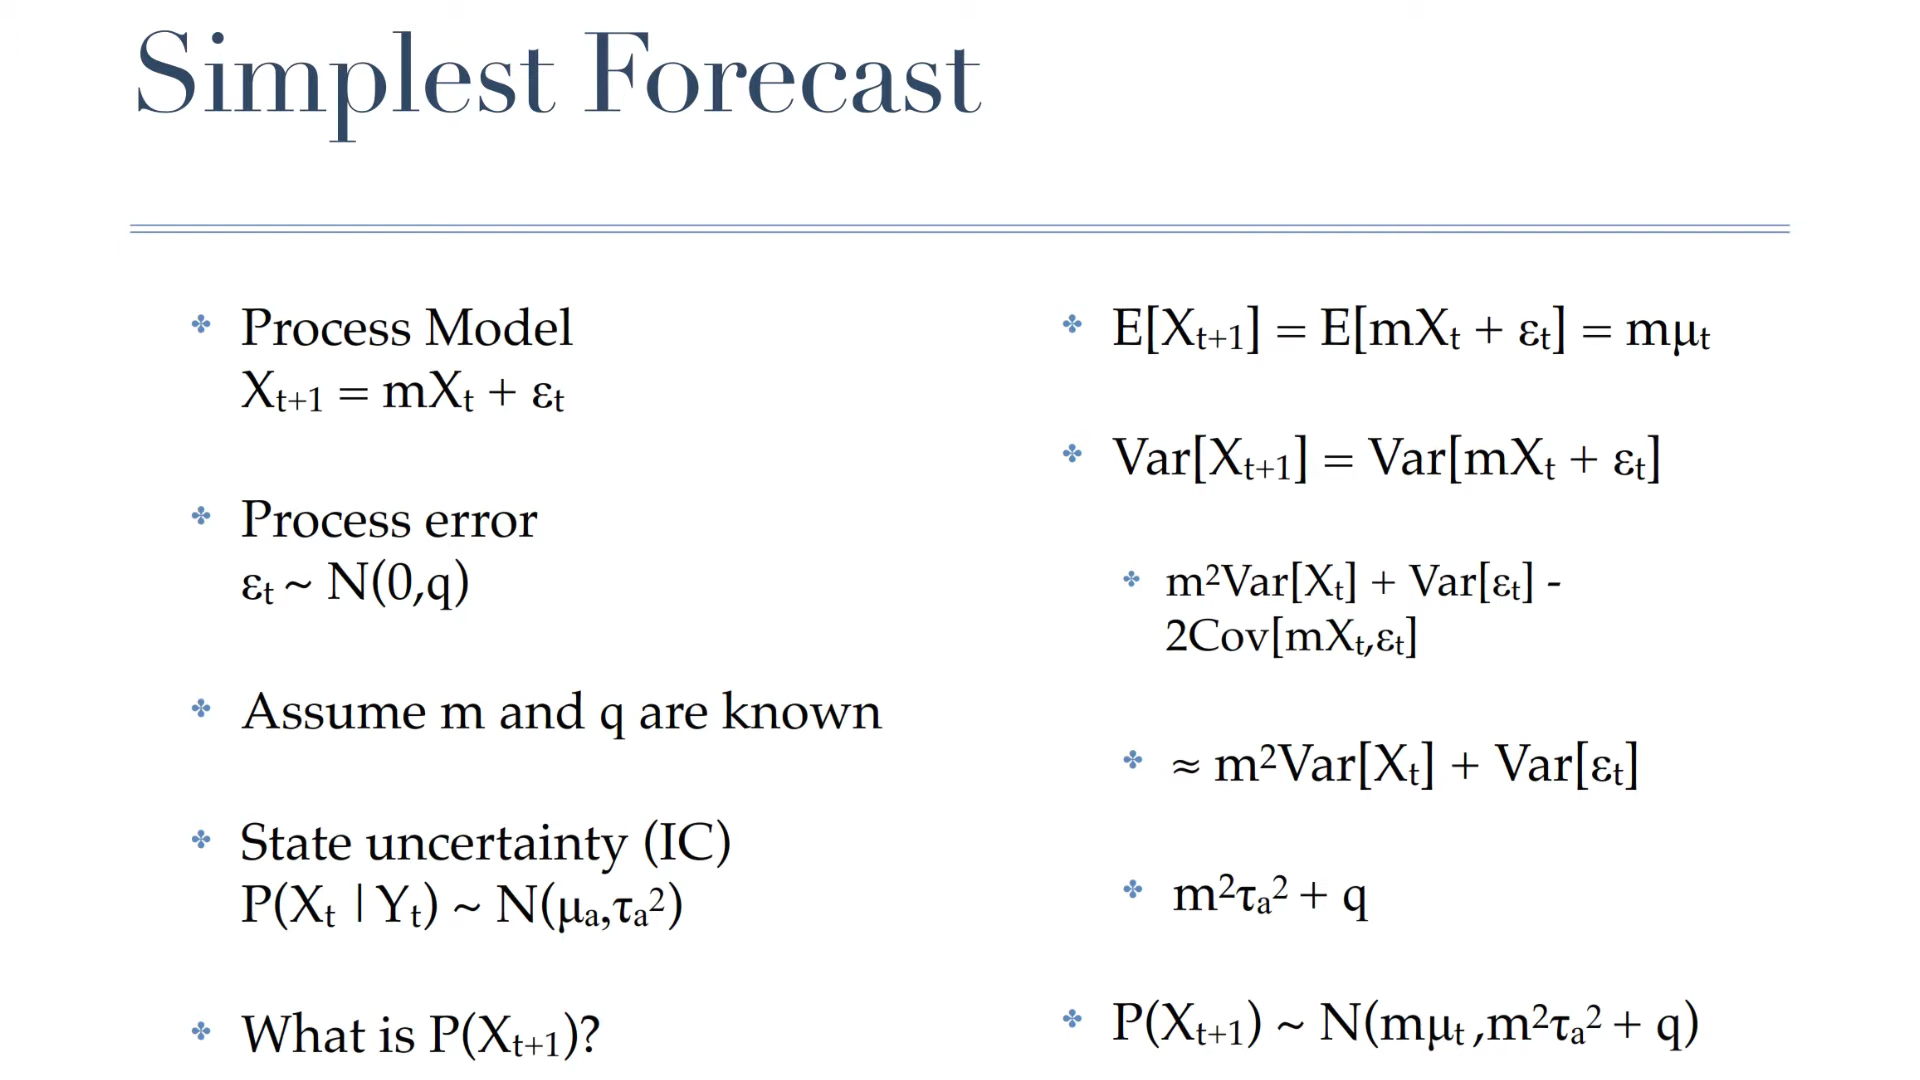 Simplest Forecast
Process Model
Xₜ₊₁ = mXₜ + εₜ
Process error
εₜ ~ N(0,q)
Assume m and q are known
State uncertainty (IC)
P(Xₜ | Yₜ) ~ N(μₐ,τₐ²)
What is P(Xₜ₊₁)?
E[Xₜ₊₁] = E[mXₜ + εₜ] = mμₜ
Var[Xₜ₊₁] = Var[mXₜ + εₜ]
m²Var[Xₜ] + Var[εₜ] -
2Cov[mXₜ,εₜ]
≈ m²Var[Xₜ] + Var[εₜ]
m²τₐ² + q
P(Xₜ₊₁) ~ N(mμₜ ,m²τₐ² + q)